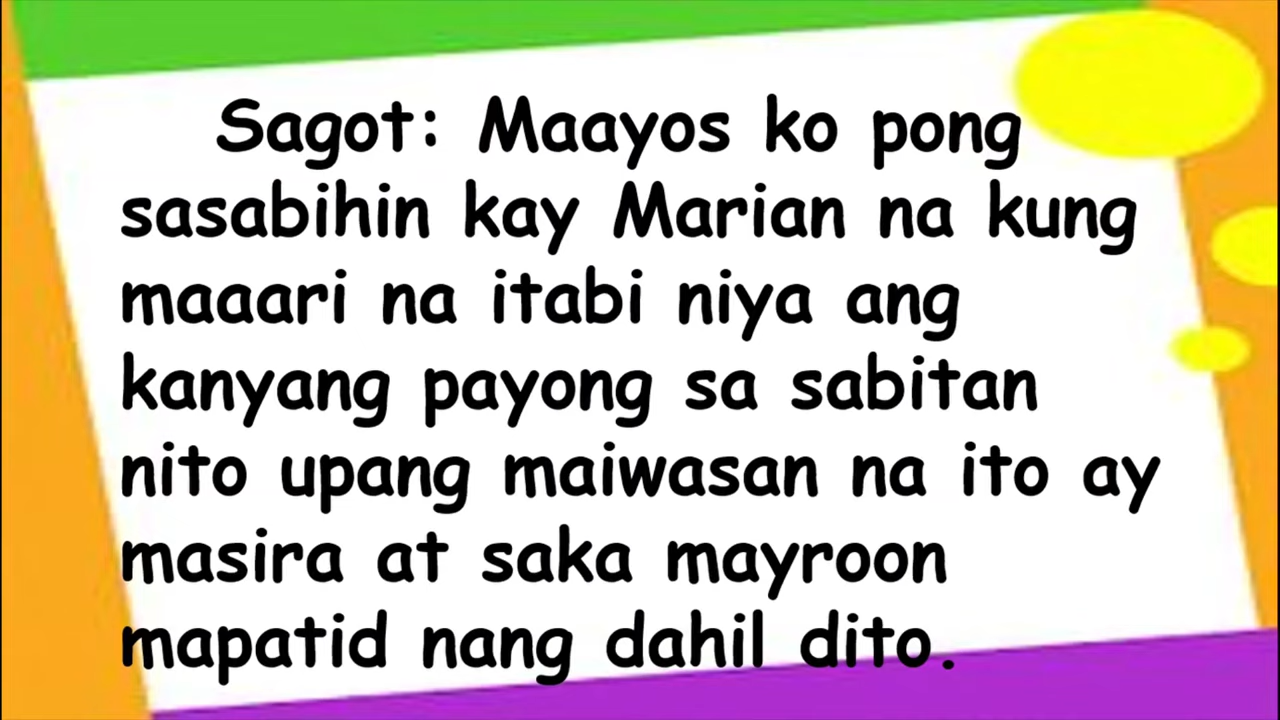 Sagot: Maayos ko pong
sasabihin kay Marian na kung
maaari na itabi niya ang
kanyang payong sa sabitan
nito upang maiwasan na ito ay
masira at saka mayroon
mapatid nang dahil dito.